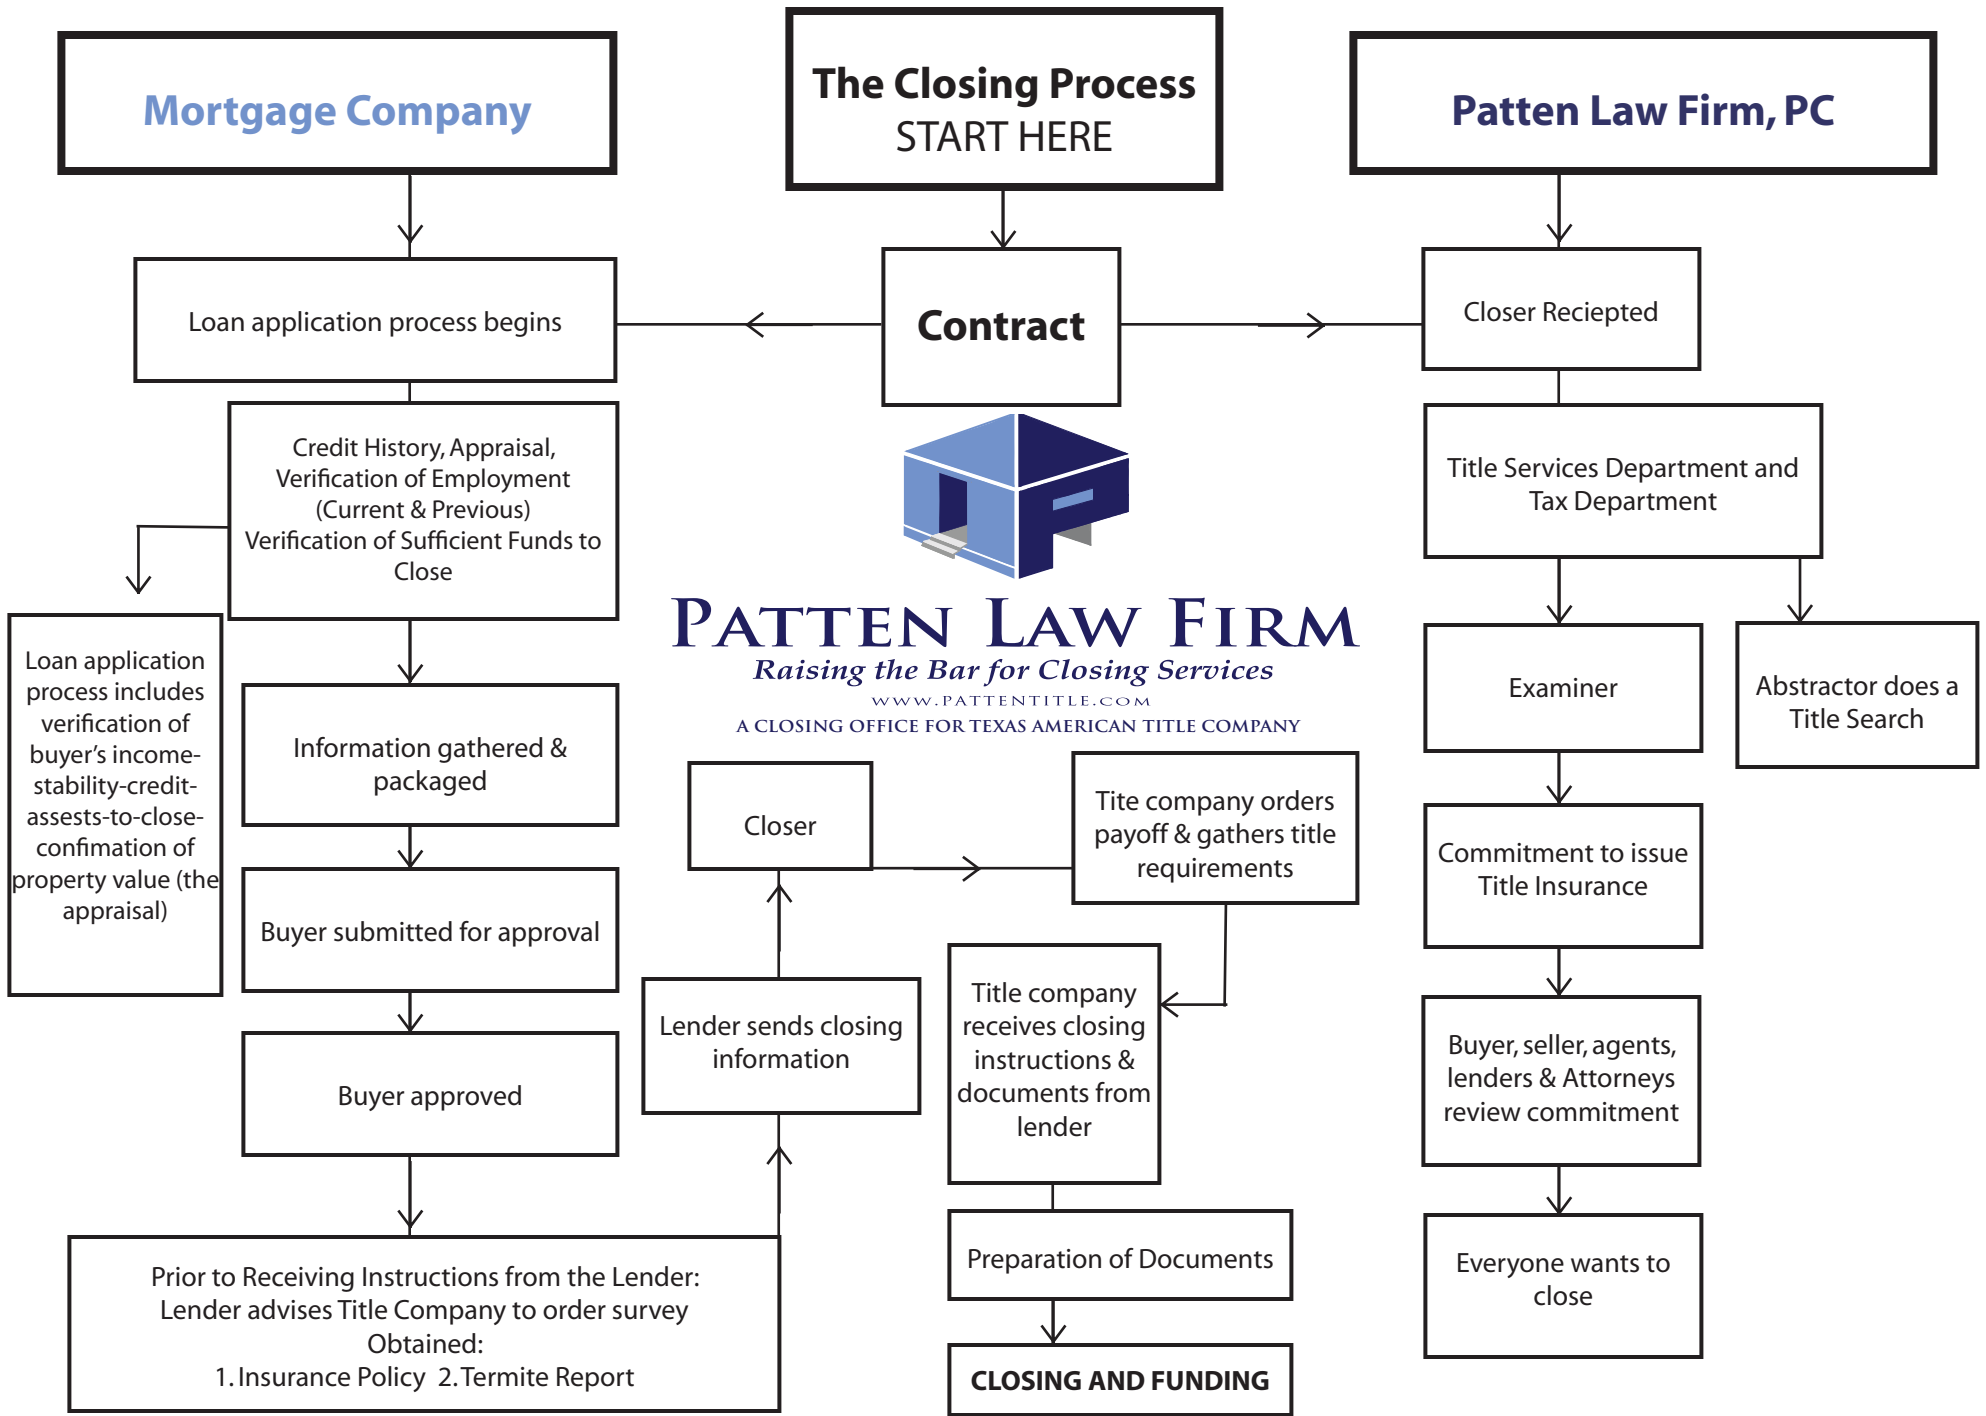 Mortgage Company
The Closing Process
START HERE
Patten Law Firm, PC
Loan application process begins
Contract
Closer Reciepted
Credit History, Appraisal,
Verification of Employment
(Current & Previous)
Verification of Sufficient Funds to
Close
Title Services Department and
Tax Department
Loan application
process includes
verification of
buyer's income-
stability-credit-
assests-to-close-
confimation of
property value (the
appraisal)
PATTEN LAW FIRM
Raising the Bar for Closing Services
WWW.PATTENTITLE.COM
A CLOSING OFFICE FOR TEXAS AMERICAN TITLE COMPANY
Examiner
Abstractor does a
Title Search
Information gathered &
packaged
Closer
Tite company orders
payoff & gathers title
requirements
Commitment to issue
Title Insurance
Buyer submitted for approval
Lender sends closing
information
Title company
receives closing
instructions &
documents from
lender
Buyer, seller, agents,
lenders & Attorneys
review commitment
Buyer approved
Preparation of Documents
Everyone wants to
close
Prior to Receiving Instructions from the Lender:
Lender advises Title Company to order survey
Obtained:
1. Insurance Policy 2. Termite Report
CLOSING AND FUNDING